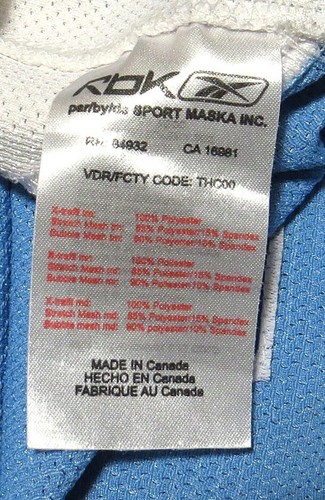 RBK
par/by/de SPORT MASKA INC.
RN 84932 CA 16981
VDR/FCTY CODE: THC00
X-trafil tm: 100% Polyester
Stretch Mesh tm: 85% Polyester/15% Spandex
Bubble Mesh tm: 90% Polyester/10% Spandex
X-trafil mc: 100% Polyester
Stretch Mesh mc: 85% Polyester/15% Spandex
Bubble Mesh mc: 90% Polyester/10% Spandex
X-trafil md: 100% Polyester
Stretch Mesh md: 85% Poliester/15% Spandex
Bubble mesh md: 90% poliester/10% Spandex
MADE IN Canada
HECHO EN Canada
FABRIQUE AU Canada